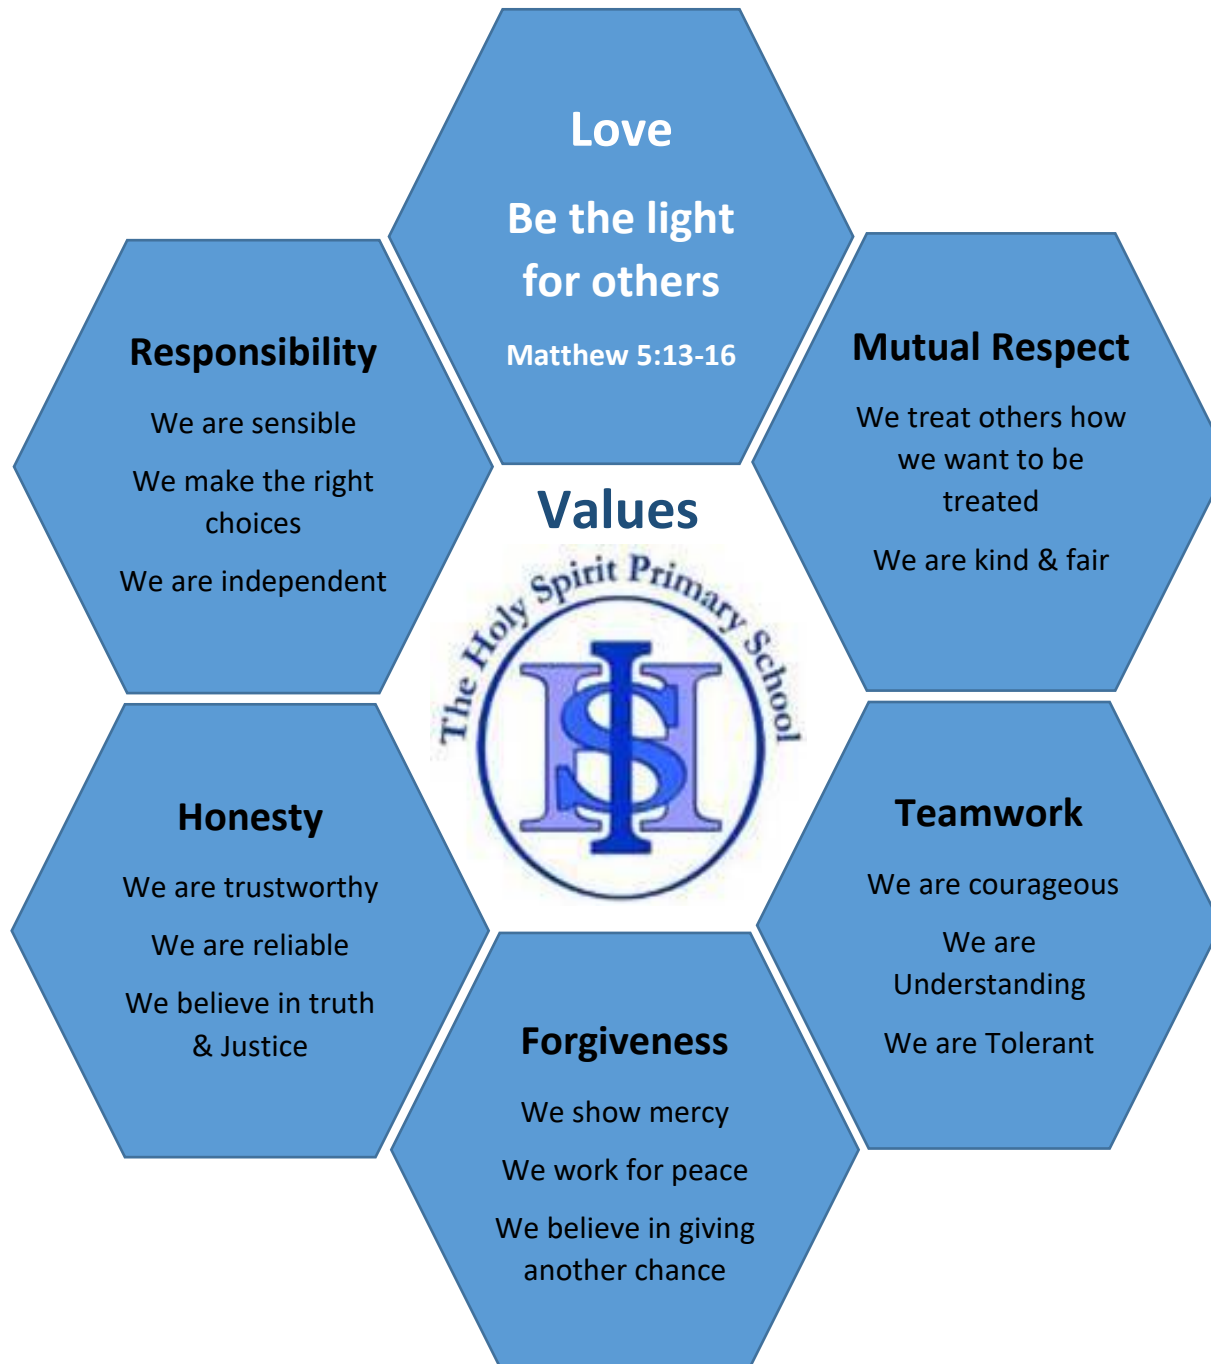 Love
Be the light
for others
Matthew 5:13-16
Mutual Respect
We treat others how
we want to be
treated
We are kind & fair
Teamwork
We are courageous
We are
Understanding
We are Tolerant
Forgiveness
We show mercy
We work for peace
We believe in giving
another chance
Honesty
We are trustworthy
We are reliable
We believe in truth
& Justice
Responsibility
We are sensible
We make the right
choices
We are independent
Values
The Holy Spirit Primary School
IHS